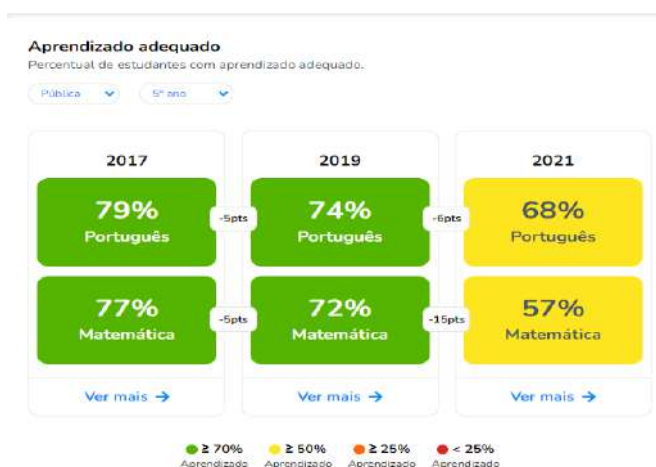 Aprendizado adequado
Percentual de estudantes com aprendizado adequado.
Pública 5º ano
2017 2019 2021
79% -5pts 74% -6pts 68%
Português Português Português
77% -5pts 72% -15pts 57%
Matemática Matemática Matemática
Ver mais → Ver mais → Ver mais →
≥ 70% ≥ 50% ≥ 25% < 25%
Aprendizado Aprendizado Aprendizado Aprendizado